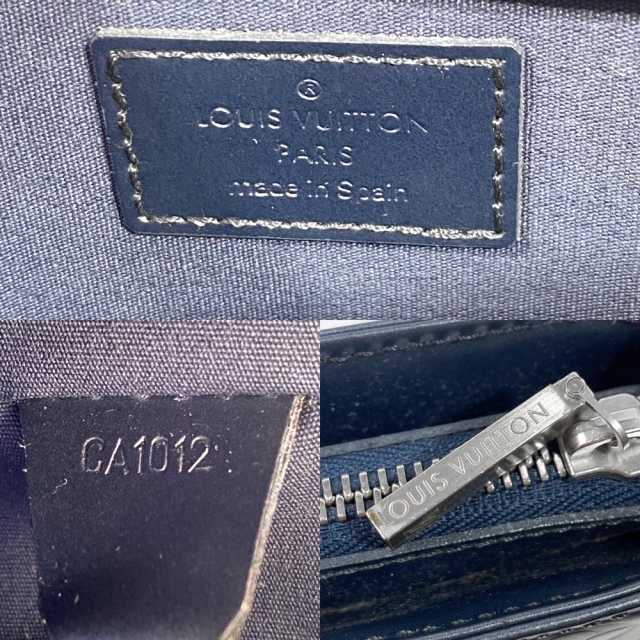 ®
LOUIS VUITTON
PARIS
made in Spain
CA1012
LOUIS VUITTON